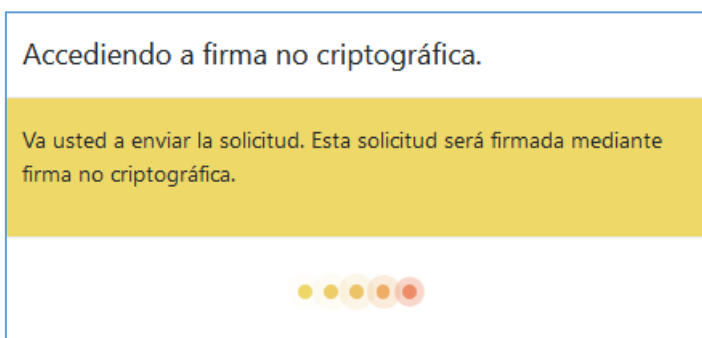 Accediendo a firma no criptográfica.
Va usted a enviar la solicitud. Esta solicitud será firmada mediante
firma no criptográfica.